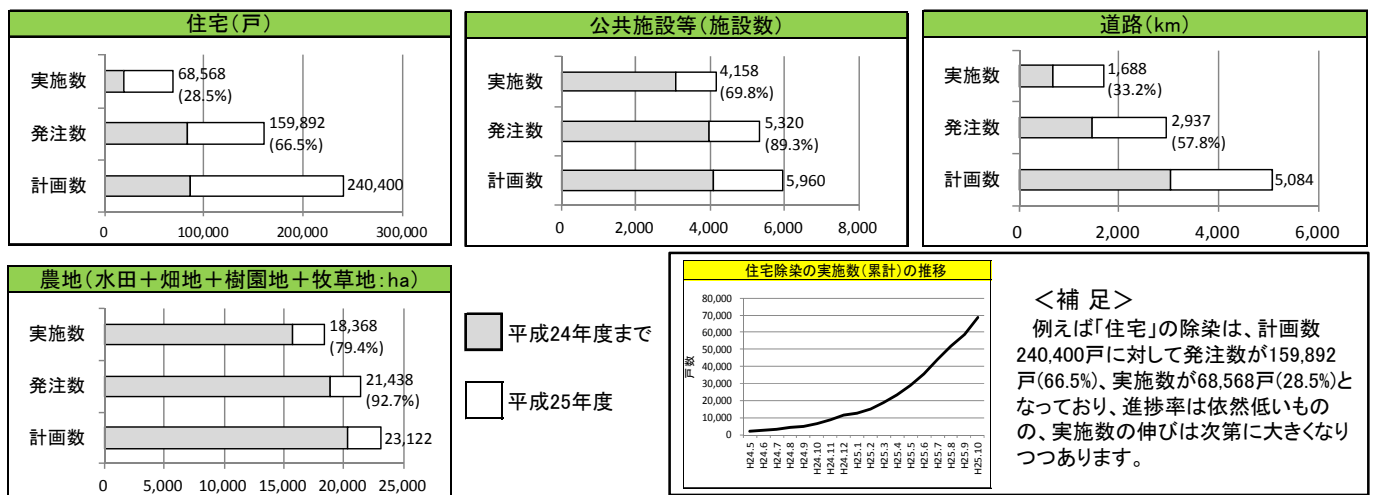 住宅(戸)
実施数
68,568
(28.5%)
発注数
159,892
(66.5%)
計画数
240,400
0 100,000 200,000 300,000
公共施設等(施設数)
実施数
4,158
(69.8%)
発注数
5,320
(89.3%)
計画数
5,960
0 2,000 4,000 6,000 8,000
道路(km)
実施数
1,688
(33.2%)
発注数
2,937
(57.8%)
計画数
5,084
0 2,000 4,000 6,000
農地(水田+畑地+樹園地+牧草地:ha)
実施数
18,368
(79.4%)
発注数
21,438
(92.7%)
計画数
23,122
0 5,000 10,000 15,000 20,000 25,000
平成24年度まで
平成25年度
住宅除染の実施数(累計)の推移
80,000
70,000
60,000
50,000
40,000
30,000
20,000
10,000
0
戸数
H24.5
H24.6
H24.7
H24.8
H24.9
H24.10
H24.11
H24.12
H25.1
H25.2
H25.3
H25.4
H25.5
H25.6
H25.7
H25.8
H25.9
H25.10
<補 足>
例えば「住宅」の除染は、計画数
240,400戸に対して発注数が159,892
戸(66.5%)、実施数が68,568戸(28.5%)と
なっており、進捗率は依然低いもの
の、実施数の伸びは次第に大きくなり
つつあります。